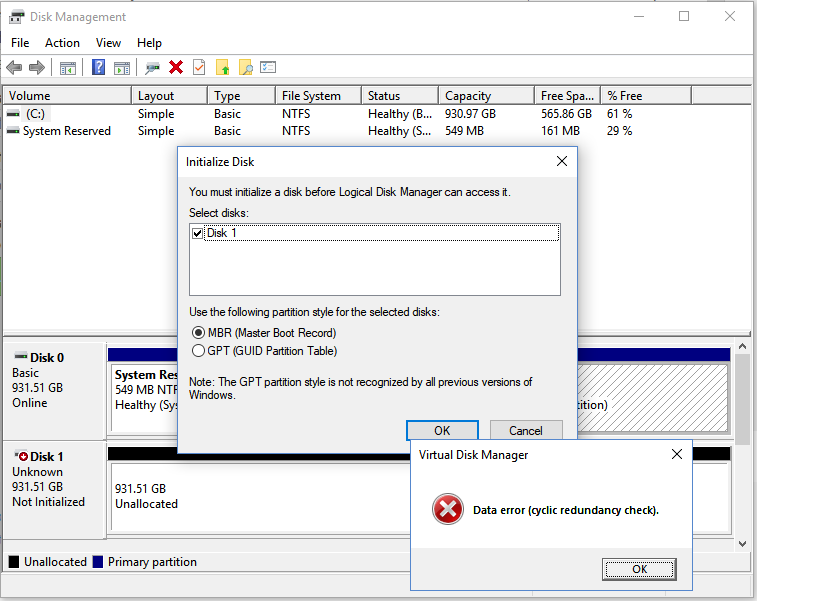 Disk Management
File Action View Help
Volume Layout Type File System Status Capacity Free Spa... % Free
(C:) Simple Basic NTFS Healthy (B... 930.97 GB 565.86 GB 61 %
System Reserved Simple Basic NTFS Healthy (S... 549 MB 161 MB 29 %
Initialize Disk
You must initialize a disk before Logical Disk Manager can access it.
Select disks:
Disk 1
Use the following partition style for the selected disks:
MBR (Master Boot Record)
GPT (GUID Partition Table)
Note: The GPT partition style is not recognized by all previous versions of
Windows.
OK Cancel
Disk 0
Basic
931.51 GB
Online
System Res
549 MB NTF
Healthy (Sys
tition)
Disk 1
Unknown
931.51 GB
Not Initialized
931.51 GB
Unallocated
Virtual Disk Manager
Data error (cyclic redundancy check).
OK
Unallocated Primary partition